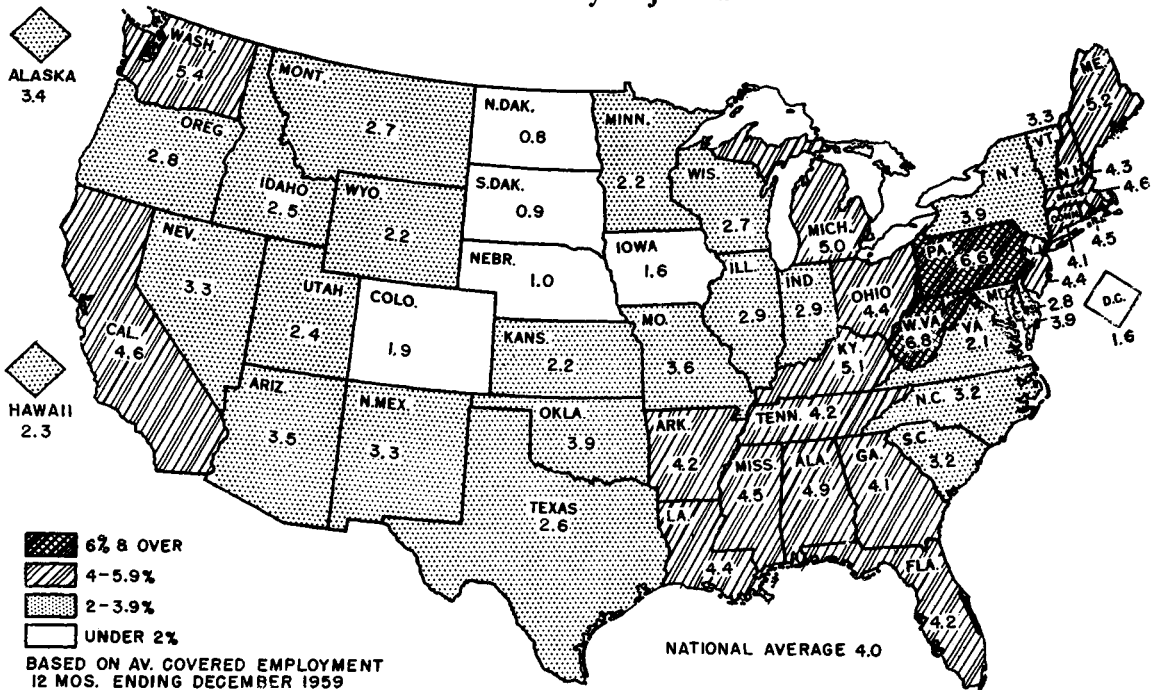 ALASKA
3.4
HAWAII
2.3
WASH.
5.4
OREG.
2.8
CAL.
4.6
NEV.
3.3
IDAHO
2.5
MONT.
2.7
WYO.
2.2
UTAH
2.4
COLO.
1.9
ARIZ.
3.5
N.MEX.
3.3
N.DAK.
0.8
S.DAK.
0.9
NEBR.
1.0
KANS.
2.2
OKLA.
3.9
TEXAS
2.6
MINN.
2.2
IOWA
1.6
MO.
3.6
ARK.
4.2
LA.
4.4
WIS.
2.7
ILL.
2.9
MICH.
5.0
IND
2.9
OHIO
4.4
KY.
5.1
TENN. 4.2
MISS.
4.5
ALA.
4.9
GA.
4.1
FLA.
4.2
S.C.
3.2
N.C. 3.2
VA.
2.1
W.VA
6.8
PA.
6.6
N.Y.
3.9
3.3
VT.
N.H.
4.3
ME.
5.2
MASS.
4.6
CONN.
4.5
4.1
4.4
MD.
2.8
3.9
D.C.
1.6
6% & OVER
4-5.9%
2-3.9%
UNDER 2%
BASED ON AV. COVERED EMPLOYMENT
12 MOS. ENDING DECEMBER 1959
NATIONAL AVERAGE 4.0